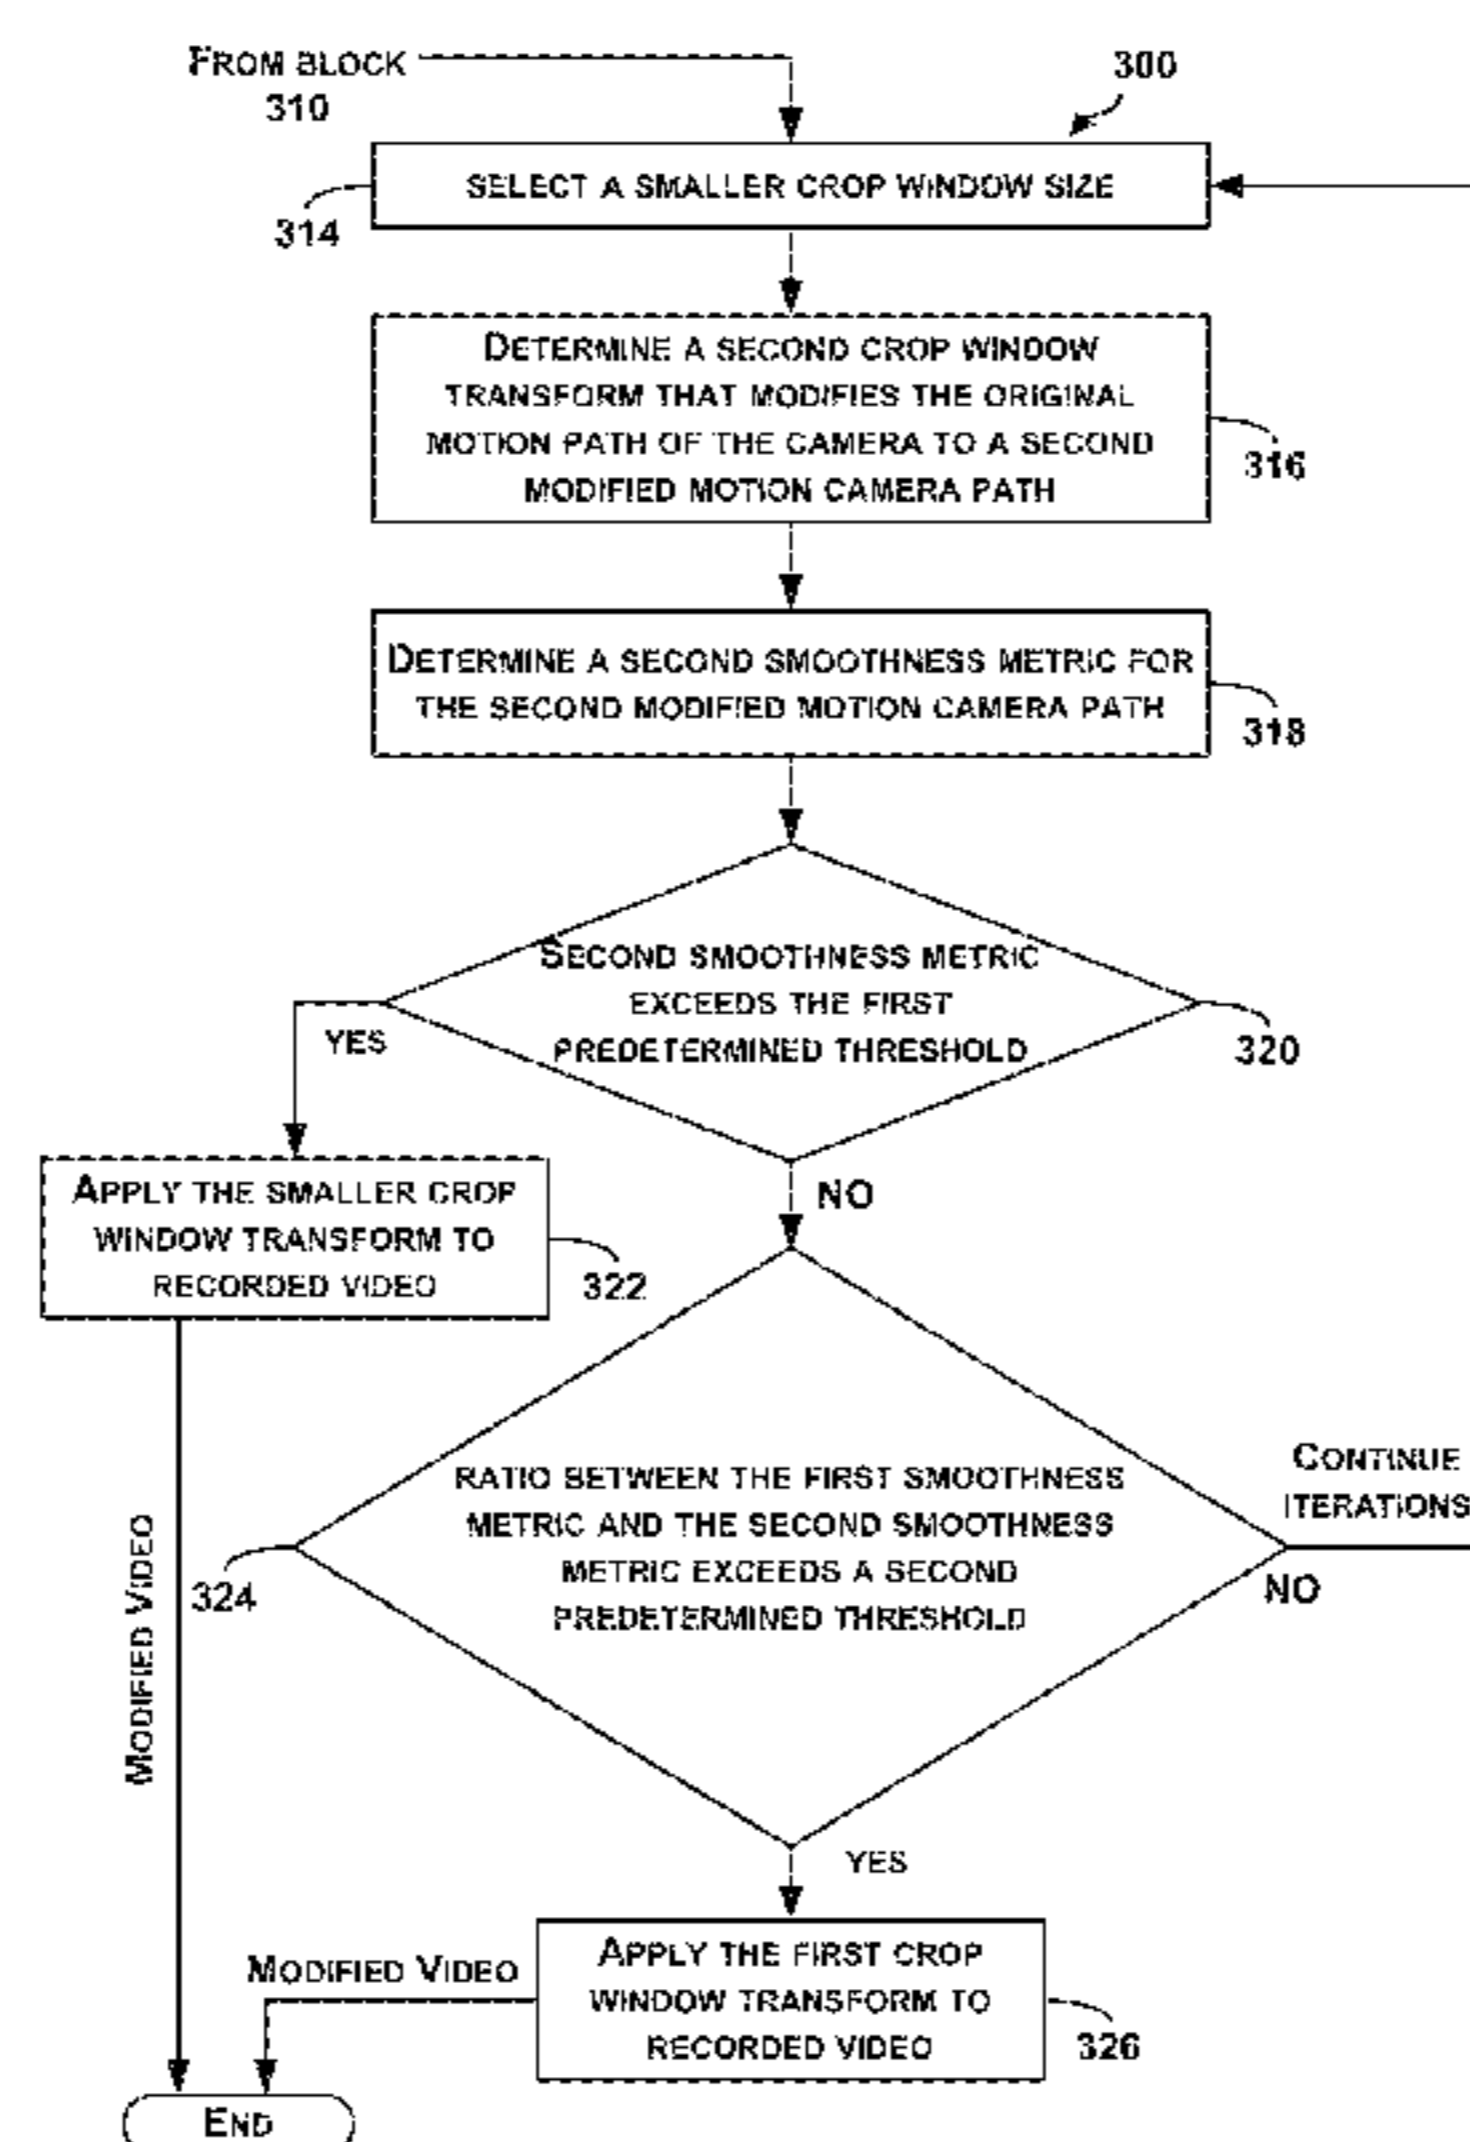 FROM BLOCK
310
300
SELECT A SMALLER CROP WINDOW SIZE
314
DETERMINE A SECOND CROP WINDOW
TRANSFORM THAT MODIFIES THE ORIGINAL
MOTION PATH OF THE CAMERA TO A SECOND
MODIFIED MOTION CAMERA PATH
316
DETERMINE A SECOND SMOOTHNESS METRIC FOR
THE SECOND MODIFIED MOTION CAMERA PATH
318
SECOND SMOOTHNESS METRIC
EXCEEDS THE FIRST
PREDETERMINED THRESHOLD
320
YES
NO
APPLY THE SMALLER CROP
WINDOW TRANSFORM TO
RECORDED VIDEO
322
RATIO BETWEEN THE FIRST SMOOTHNESS
METRIC AND THE SECOND SMOOTHNESS
METRIC EXCEEDS A SECOND
PREDETERMINED THRESHOLD
324
CONTINUE
ITERATIONS
NO
MODIFIED VIDEO
YES
APPLY THE FIRST CROP
WINDOW TRANSFORM TO
RECORDED VIDEO
326
MODIFIED VIDEO
END